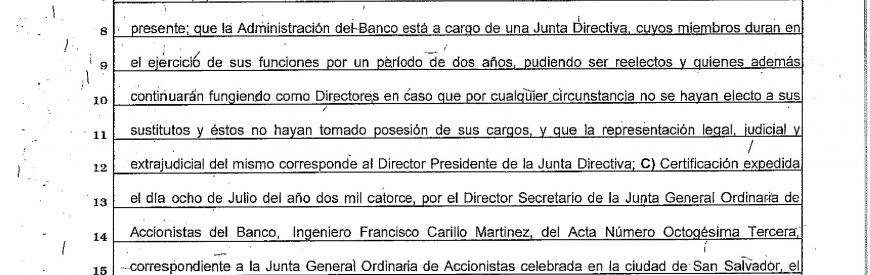 8 presente; que la Administración del Banco está a cargo de una Junta Directiva, cuyos miembros duran en
9 el ejercicio de sus funciones por un período de dos años, pudiendo ser reelectos y quienes además
10 continuarán fungiendo como Directores en caso que por cualquier circunstancia no se hayan electo a sus
11 sustitutos y éstos no hayan tomado posesión de sus cargos, y que la representación legal, judicial y
12 extrajudicial del mismo corresponde al Director Presidente de la Junta Directiva; C) Certificación expedida
13 el día ocho de Julio del año dos mil catorce, por el Director Secretario de la Junta General Ordinaria de
14 Accionistas del Banco, Ingeniero Francisco Carillo Martinez, del Acta Número Octogésima Tercera,
15 correspondiente a la Junta General Ordinaria de Accionistas celebrada en la ciudad de San Salvador, el